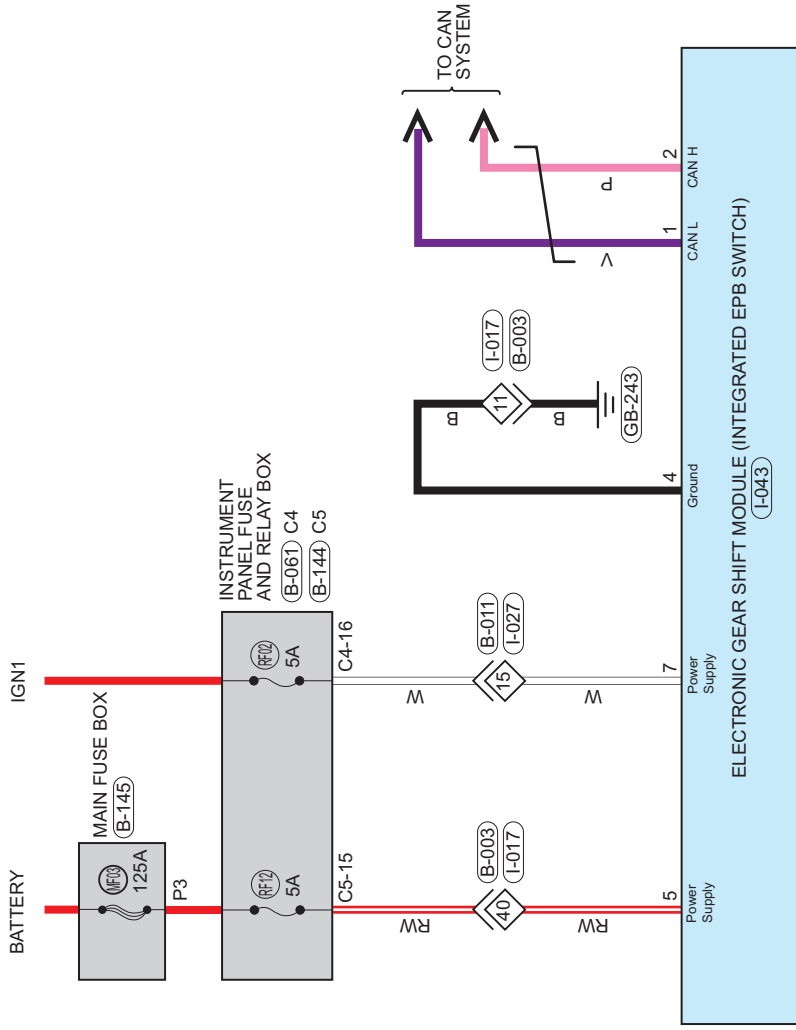 BATTERY
IGN1
MAIN FUSE BOX
B-145
MF03
125A
P3
INSTRUMENT
PANEL FUSE
AND RELAY BOX
B-061 C4
B-144 C5
RF12
5A
RF02
5A
C5-15
C4-16
TO CAN
SYSTEM
RW
W
40
B-003
I-017
15
B-011
I-027
RW
W
B
11
I-017
B-003
B
GB-243
V
P
5
7
4
1
2
Power
Supply
Power
Supply
Ground
CAN L
CAN H
ELECTRONIC GEAR SHIFT MODULE (INTEGRATED EPB SWITCH)
I-043